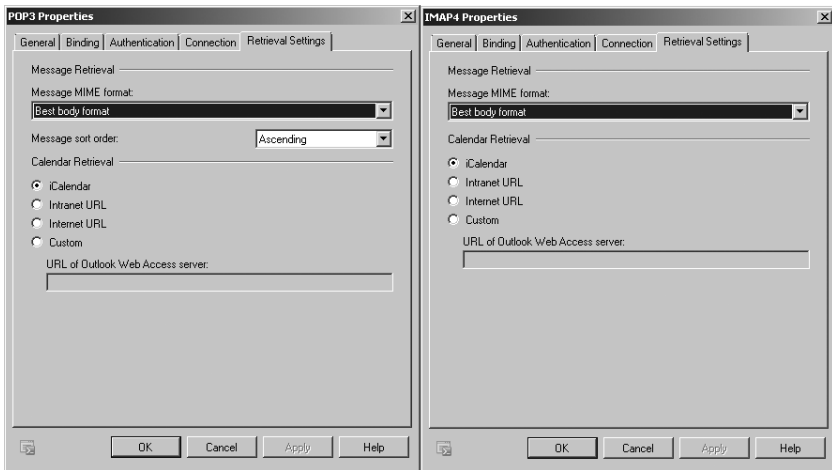 POP3 Properties
General
Binding
Authentication
Connection
Retrieval Settings
Message Retrieval
Message MIME format:
Best body format
Message sort order:
Ascending
Calendar Retrieval
iCalendar
Intranet URL
Internet URL
Custom
URL of Outlook Web Access server:
OK
Cancel
Apply
Help
IMAP4 Properties
General
Binding
Authentication
Connection
Retrieval Settings
Message Retrieval
Message MIME format:
Best body format
Calendar Retrieval
iCalendar
Intranet URL
Internet URL
Custom
URL of Outlook Web Access server:
OK
Cancel
Apply
Help